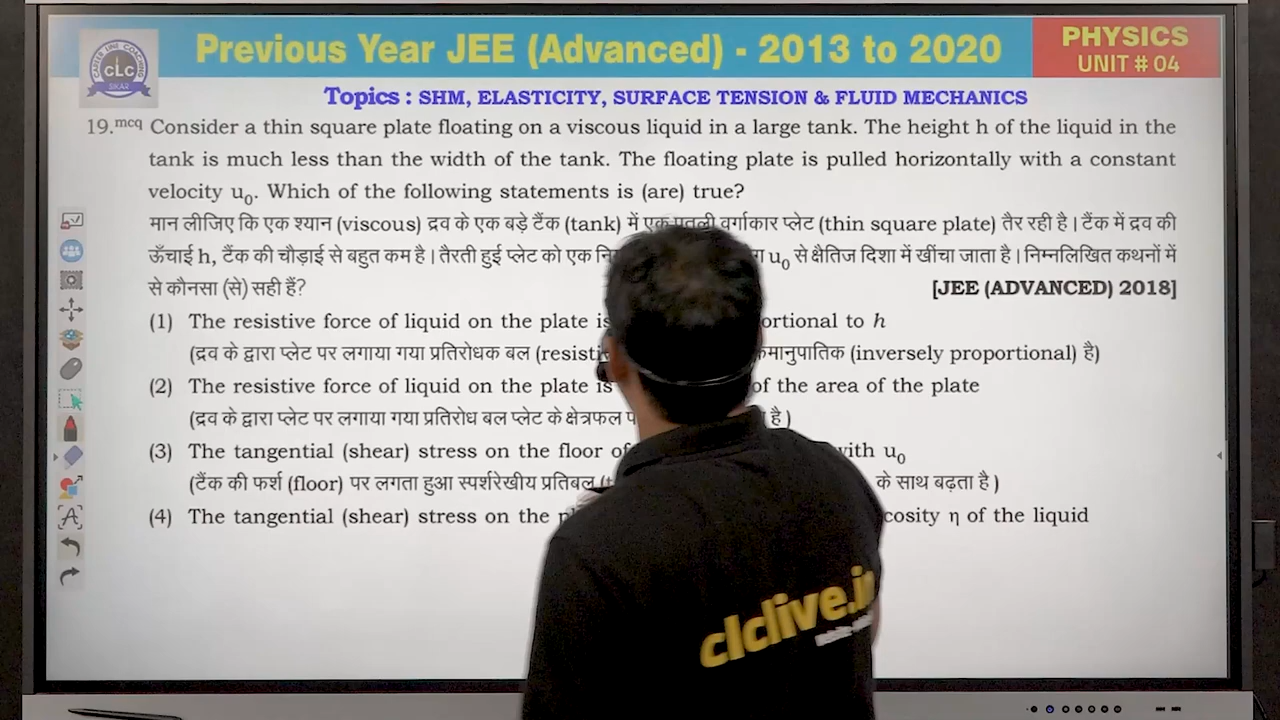 CLC
SIKAR
Previous Year JEE (Advanced) - 2013 to 2020
PHYSICS
UNIT # 04
Topics : SHM, ELASTICITY, SURFACE TENSION & FLUID MECHANICS
19.mcq Consider a thin square plate floating on a viscous liquid in a large tank. The height h of the liquid in the
tank is much less than the width of the tank. The floating plate is pulled horizontally with a constant
velocity u0. Which of the following statements is (are) true?
मान लीजिए कि एक श्यान (viscous) द्रव के एक बड़े टैंक (tank) में एक पतली वर्गाकार प्लेट (thin square plate) तैर रही है। टैंक में द्रव की
ऊँचाई h, टैंक की चौड़ाई से बहुत कम है। तैरती हुई प्लेट को एक u0 से क्षैतिज दिशा में खींचा जाता है। निम्नलिखित कथनों में
से कौनसा (से) सही हैं?
[JEE (ADVANCED) 2018]
(1) The resistive force of liquid on the plate is to h
(द्रव के द्वारा प्लेट पर लगाया गया प्रतिरोधक बल (inversely proportional) है)
(2) The resistive force of liquid on the plate is of the area of the plate
(द्रव के द्वारा प्लेट पर लगाया गया प्रतिरोध बल प्लेट के क्षेत्रफल है)
(3) The tangential (shear) stress on the floor of with u0
(टैंक की फर्श (floor) पर लगता हुआ स्पर्शरेखीय प्रतिबल के साथ बढ़ता है)
(4) The tangential (shear) stress on the η of the liquid
clclive.in